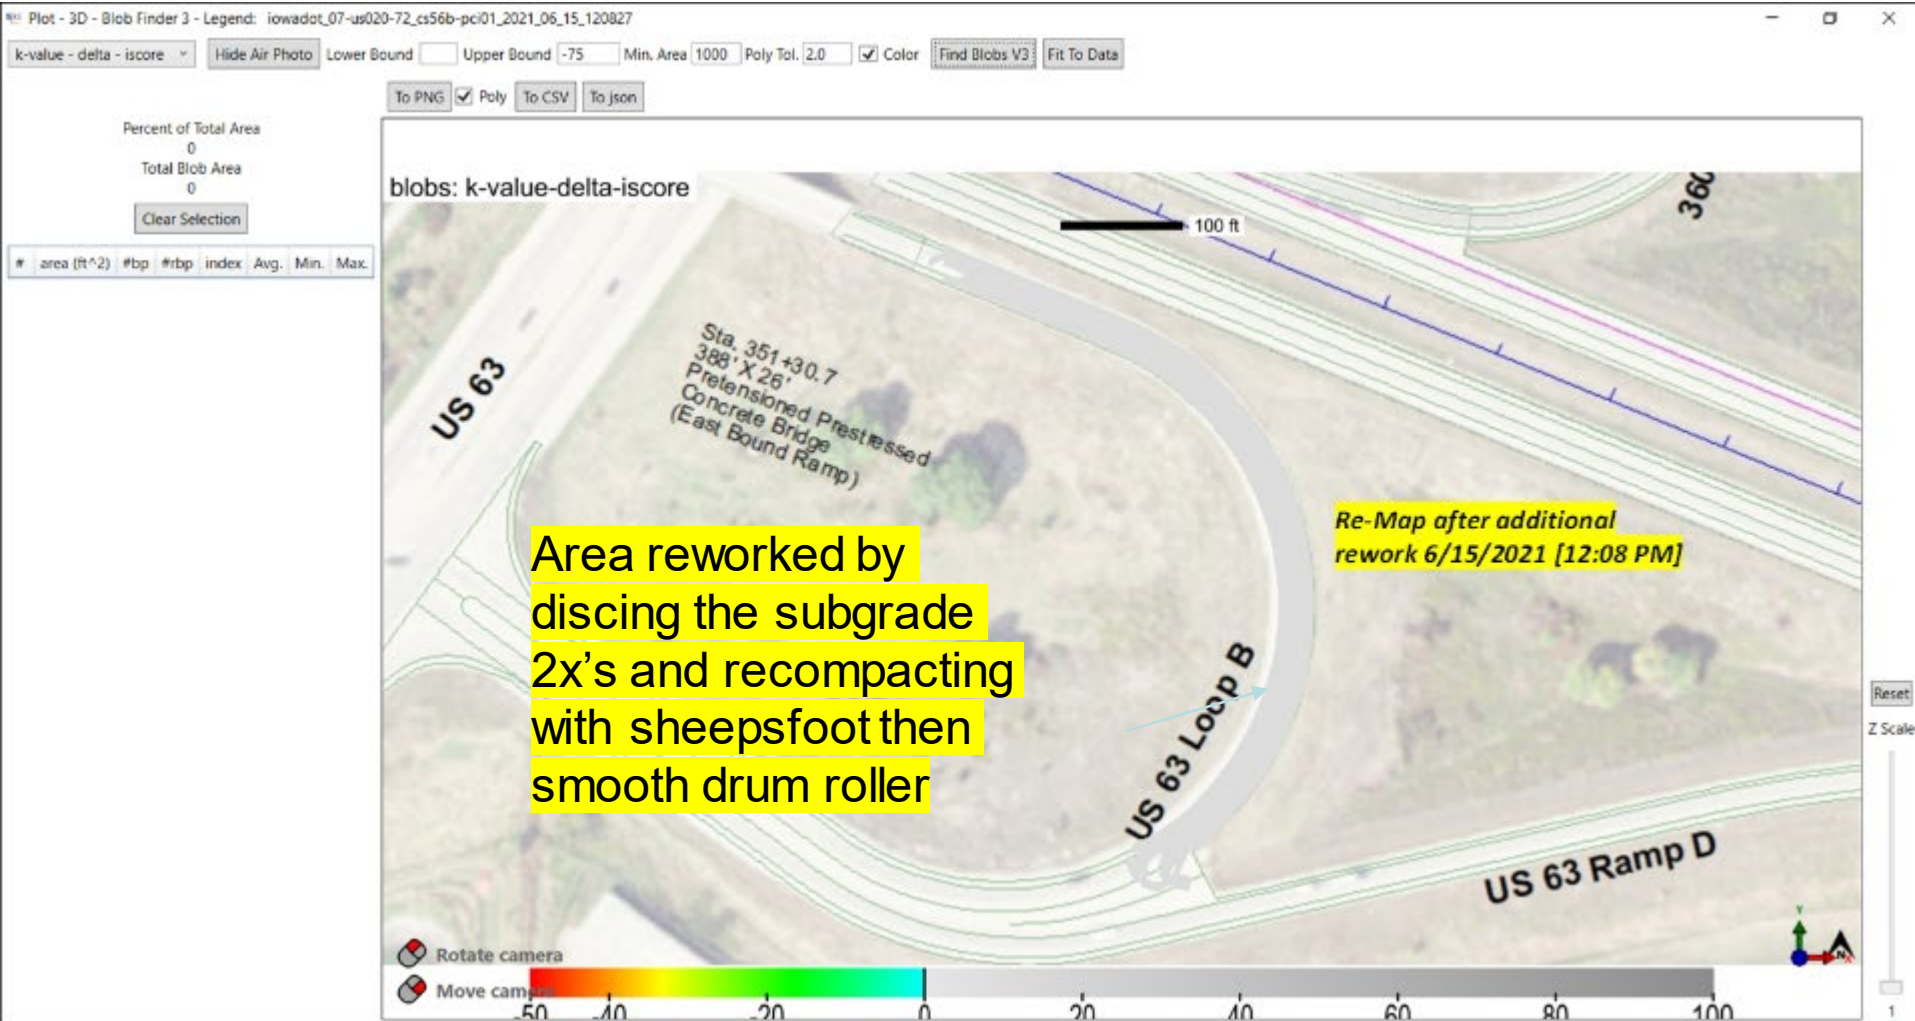 Plot - 3D - Blob Finder 3 - Legend: iowadot_07-us020-72_cs56b-pci01_2021_06_15_120827
k-value - delta - iscore Hide Air Photo Lower Bound Upper Bound -75 Min. Area 1000 Poly Tol. 2.0 Color Find Blobs V3 Fit To Data
To PNG Poly To CSV To json
Percent of Total Area
0
Total Blob Area
0
Clear Selection
# area (ft^2) #bp #rbp index Avg. Min. Max.
blobs: k-value-delta-iscore
100 ft
360
US 63
Sta. 351+30.7
388' X 26'
Pretensioned Prestressed
Concrete Bridge
(East Bound Ramp)
Re-Map after additional
rework 6/15/2021 [12:08 PM]
Area reworked by
discing the subgrade
2x's and recompacting
with sheepsfoot then
smooth drum roller
US 63 Loop B
US 63 Ramp D
Reset
Z Scale
1
Rotate camera
Move camera
Y
N
X
-50 -40 -20 0 20 40 60 80 100